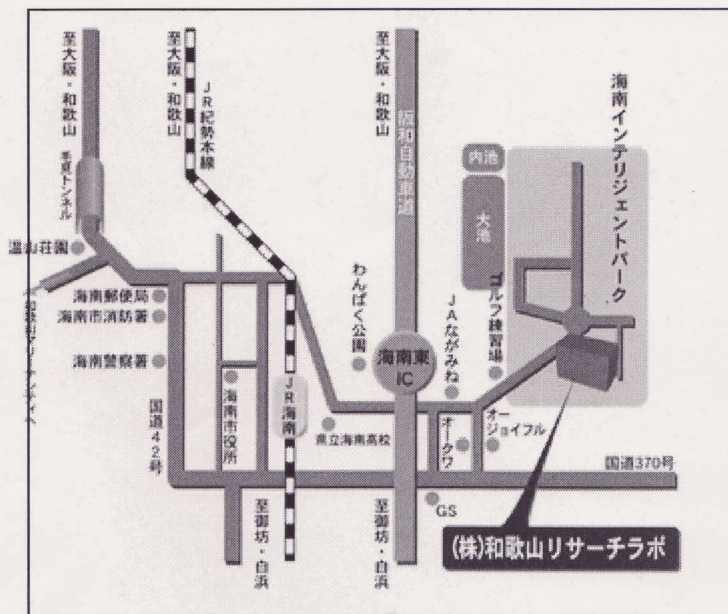 至大阪・和歌山
至大阪・和歌山
JR紀勢本線
至大阪・和歌山
阪和自動車道
海南インテリジェントパーク
内池
大池
温山荘園
海南郵便局
海南市消防署
海南警察署
国道42号
海南市役所
JR海南
わんぱく公園
海南東
IC
JAながみね
ゴルフ練習場
県立海南高校
オークワ
オー
ジョイフル
国道370号
GS
至御坊・白浜
至御坊・白浜
(株)和歌山リサーチラボ